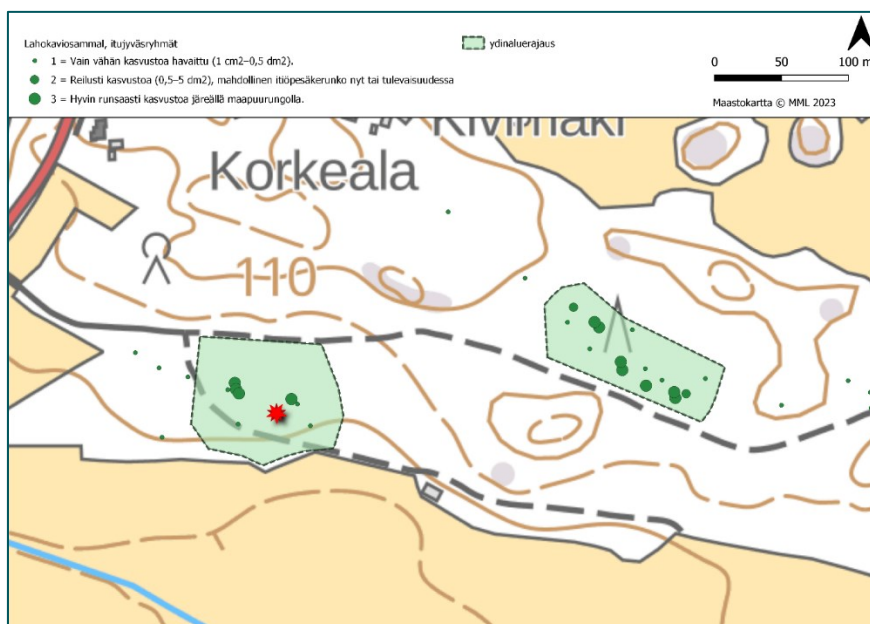 Lahokaviosammal, itujyväsryhmät
1 = Vain vähän kasvustoa havaittu (1 cm2–0,5 dm2).
2 = Reilusti kasvustoa (0,5–5 dm2), mahdollinen itiöpesäkerunko nyt tai tulevaisuudessa
3 = Hyvin runsaasti kasvustoa järeällä maapuurungolla.
ydinaluerajaus
0 50 100 m
Maastokartta © MML 2023
Kivimäki
Korkeala
110